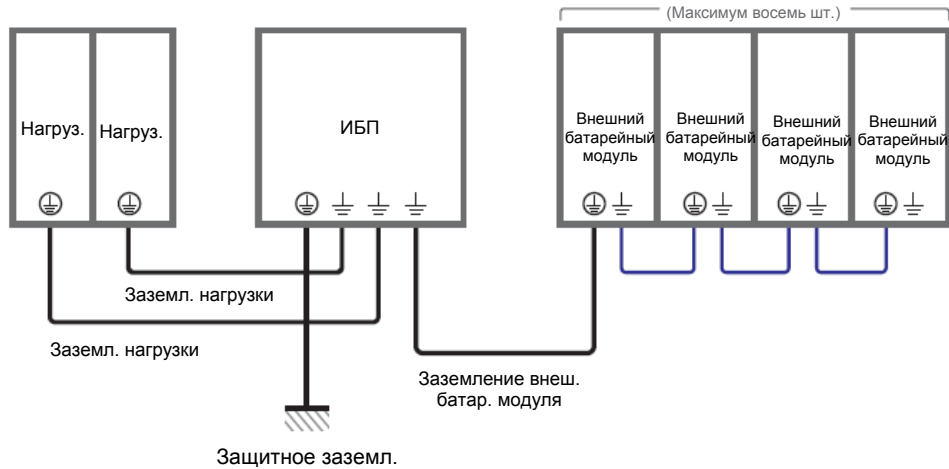 (Максимум восемь шт.)
Нагруз.
Нагруз.
ИБП
Внешний
батарейный
модуль
Внешний
батарейный
модуль
Внешний
батарейный
модуль
Внешний
батарейный
модуль
Заземл. нагрузки
Заземл. нагрузки
Заземление внеш.
батар. модуля
Защитное заземл.